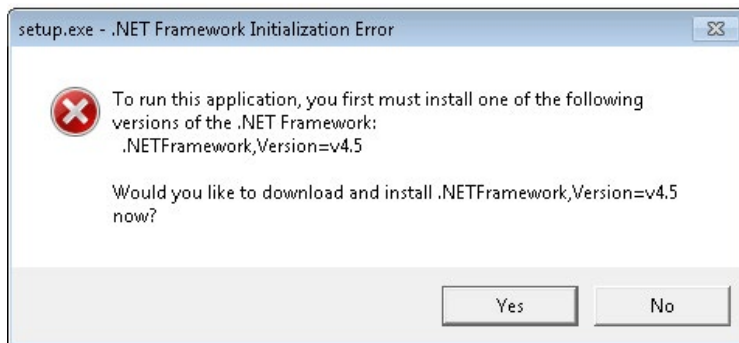 setup.exe - .NET Framework Initialization Error
To run this application, you first must install one of the following
versions of the .NET Framework:
.NETFramework,Version=v4.5
Would you like to download and install .NETFramework,Version=v4.5
now?
Yes
No